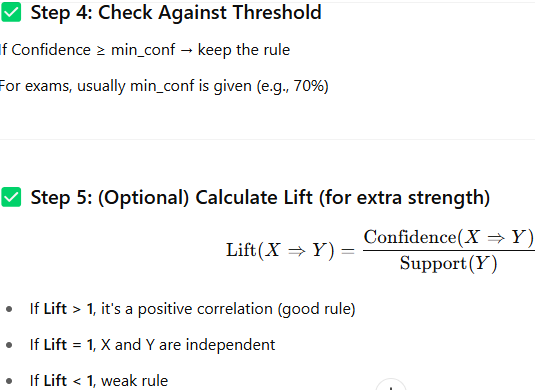 ✅ Step 4: Check Against Threshold
If Confidence ≥ min_conf → keep the rule
For exams, usually min_conf is given (e.g., 70%)
✅ Step 5: (Optional) Calculate Lift (for extra strength)
Lift(X ⇒ Y) = Confidence(X ⇒ Y) / Support(Y)
• If Lift > 1, it's a positive correlation (good rule)
• If Lift = 1, X and Y are independent
• If Lift < 1, weak rule